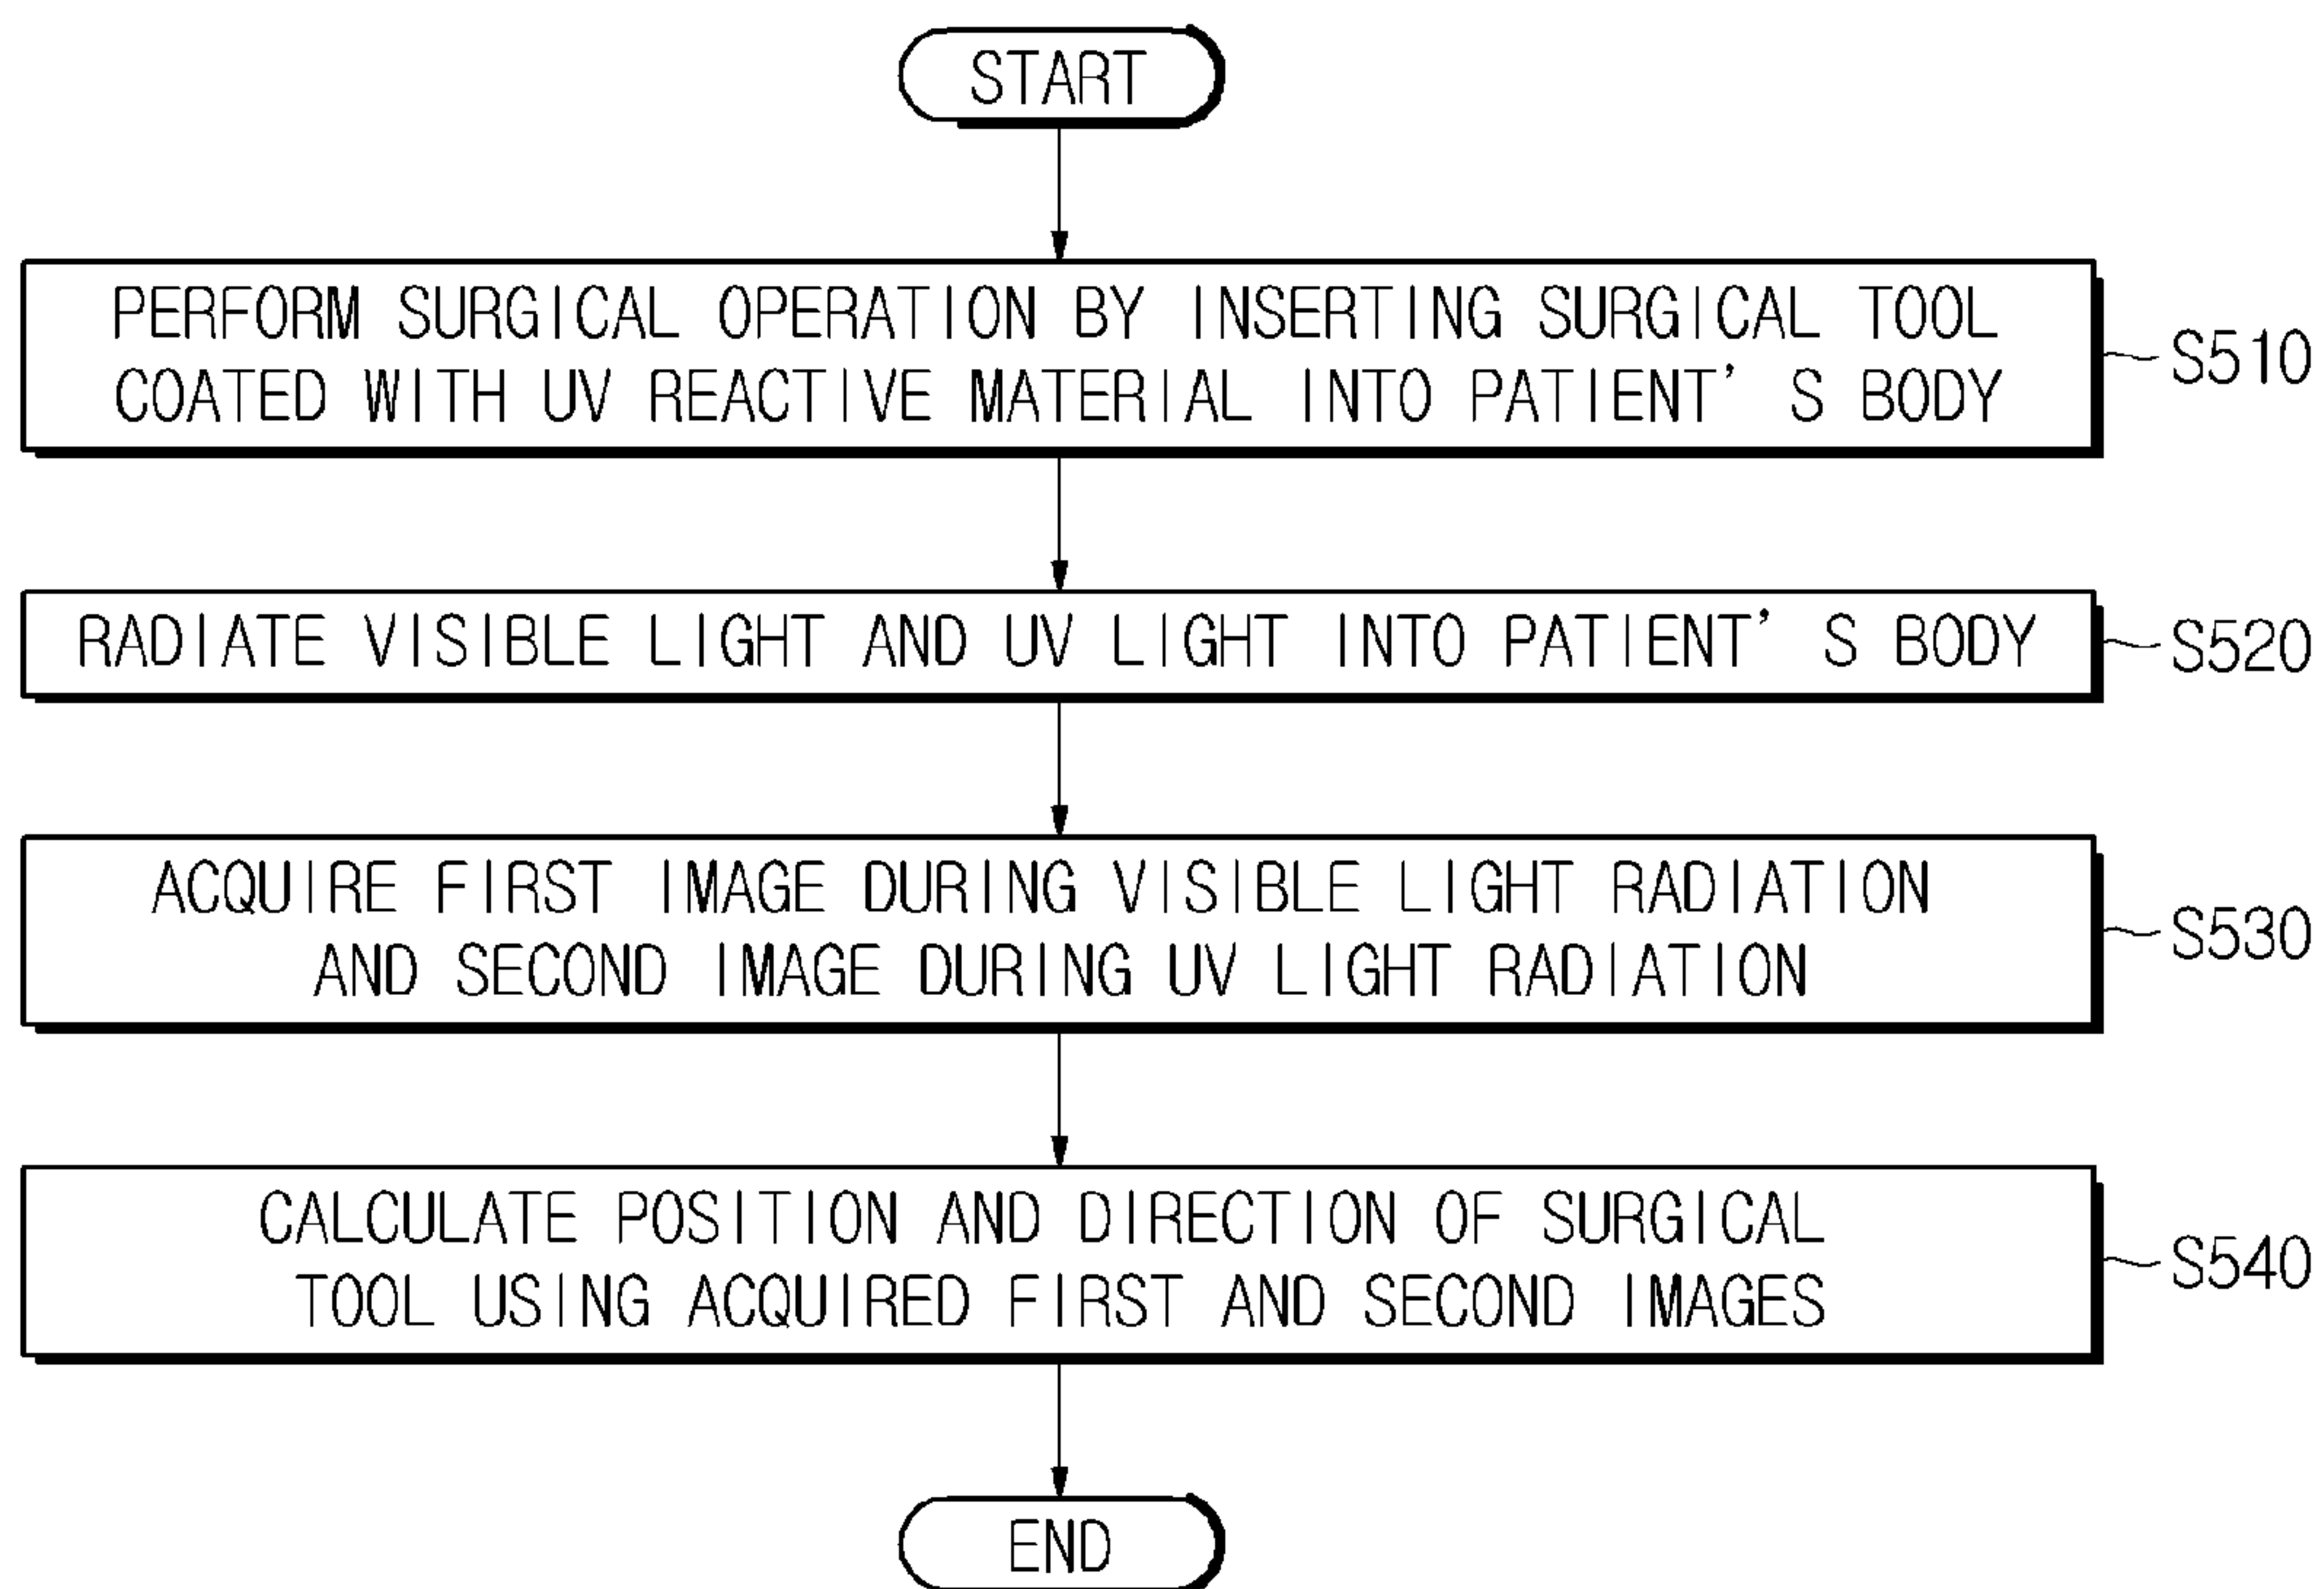 START
PERFORM SURGICAL OPERATION BY INSERTING SURGICAL TOOL
COATED WITH UV REACTIVE MATERIAL INTO PATIENT'S BODY
S510
RADIATE VISIBLE LIGHT AND UV LIGHT INTO PATIENT'S BODY
S520
ACQUIRE FIRST IMAGE DURING VISIBLE LIGHT RADIATION
AND SECOND IMAGE DURING UV LIGHT RADIATION
S530
CALCULATE POSITION AND DIRECTION OF SURGICAL
TOOL USING ACQUIRED FIRST AND SECOND IMAGES
S540
END